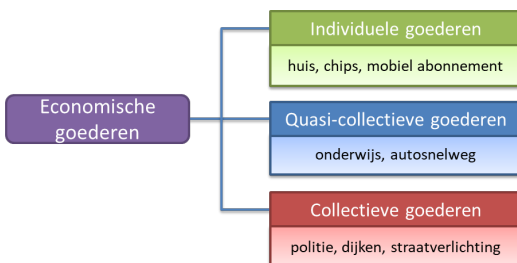 Economische
goederen
Individuele goederen
huis, chips, mobiel abonnement
Quasi-collectieve goederen
onderwijs, autosnelweg
Collectieve goederen
politie, dijken, straatverlichting